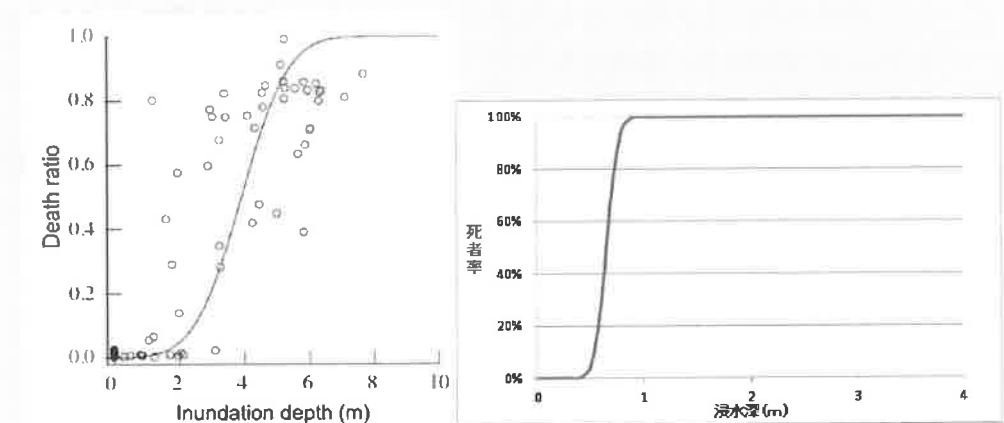 1.0
0.8
0.6
0.4
0.2
0.0
Death ratio
0 2 4 6 8 10
Inundation depth (m)
100%
80%
60%
40%
20%
0%
死者率
0 1 2 3 4
浸水深(m)